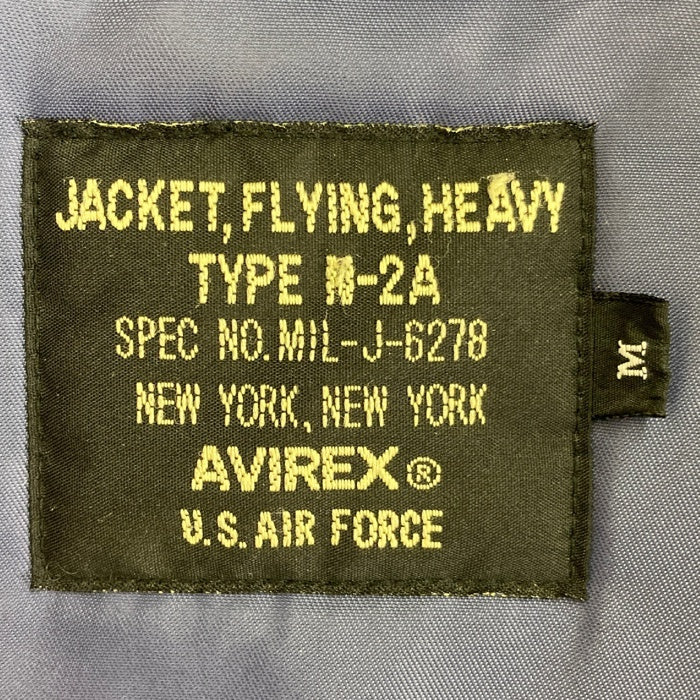 JACKET, FLYING, HEAVY
TYPE N-2A
SPEC NO. MIL-J-6278
NEW YORK, NEW YORK
AVIREX®
U.S. AIR FORCE
M